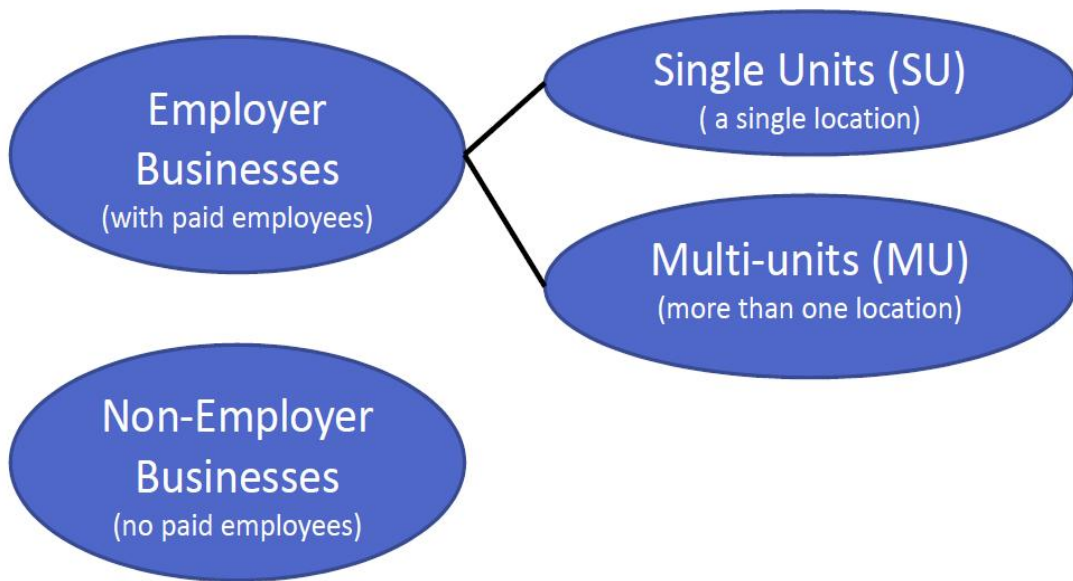 Employer
Businesses
(with paid employees)
Single Units (SU)
( a single location)
Multi-units (MU)
(more than one location)
Non-Employer
Businesses
(no paid employees)